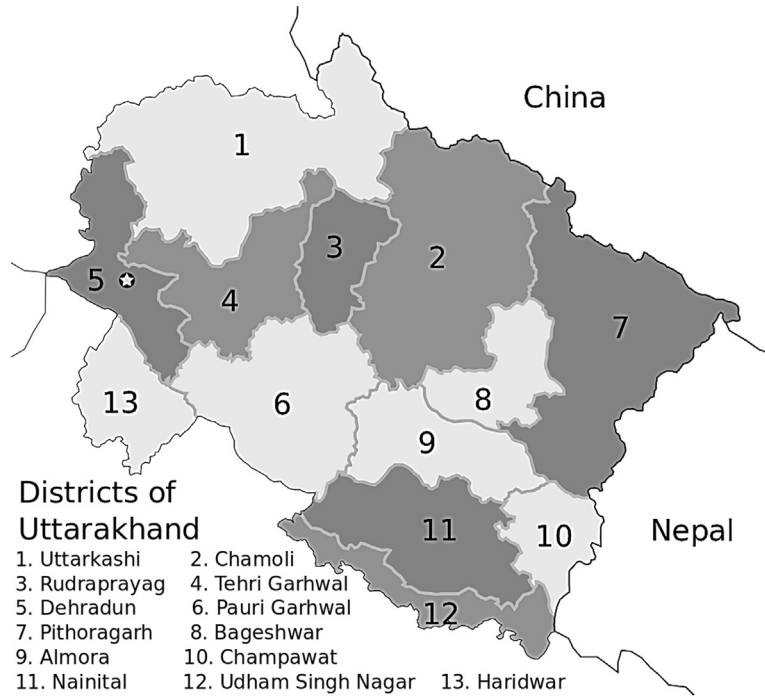 China
1
2
3
4
5
6
7
8
9
10
11
12
13
Nepal
Districts of
Uttarakhand
1. Uttarkashi 2. Chamoli
3. Rudraprayag 4. Tehri Garhwal
5. Dehradun 6. Pauri Garhwal
7. Pithoragarh 8. Bageshwar
9. Almora 10. Champawat
11. Nainital 12. Udham Singh Nagar 13. Haridwar